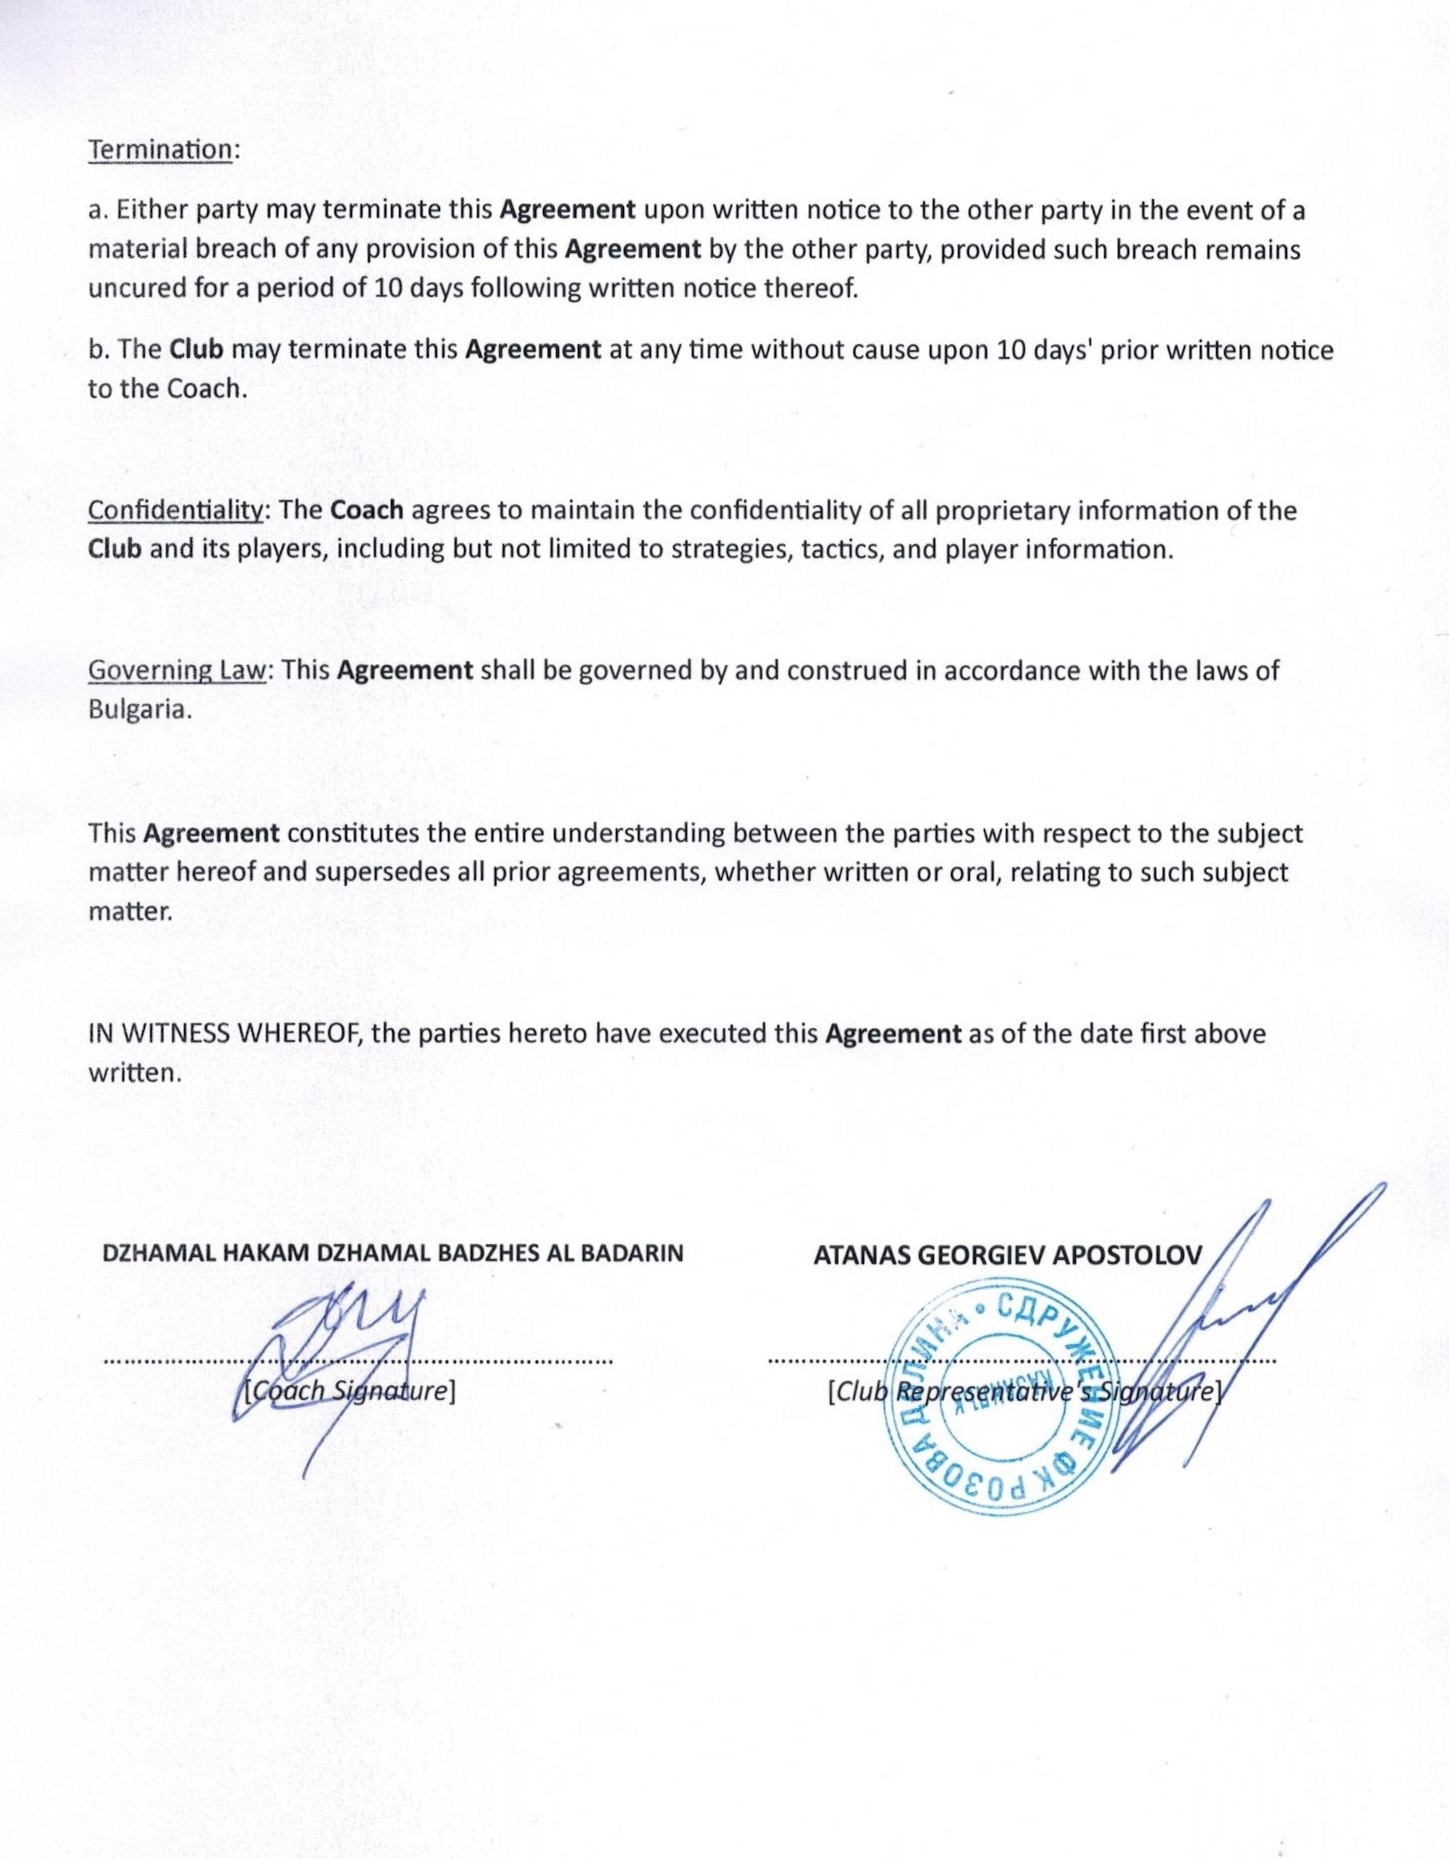 Termination:
a. Either party may terminate this Agreement upon written notice to the other party in the event of a
material breach of any provision of this Agreement by the other party, provided such breach remains
uncured for a period of 10 days following written notice thereof.
b. The Club may terminate this Agreement at any time without cause upon 10 days' prior written notice
to the Coach.
Confidentiality: The Coach agrees to maintain the confidentiality of all proprietary information of the
Club and its players, including but not limited to strategies, tactics, and player information.
Governing Law: This Agreement shall be governed by and construed in accordance with the laws of
Bulgaria.
This Agreement constitutes the entire understanding between the parties with respect to the subject
matter hereof and supersedes all prior agreements, whether written or oral, relating to such subject
matter.
IN WITNESS WHEREOF, the parties hereto have executed this Agreement as of the date first above
written.
DZHAMAL HAKAM DZHAMAL BADZHES AL BADARIN
[Coach Signature]
ATANAS GEORGIEV APOSTOLOV
[Club Representative's Signature]
СДРУЖЕНИЕ ФК РОЗОВА ДОЛИНА
КАЗАНЛЪК